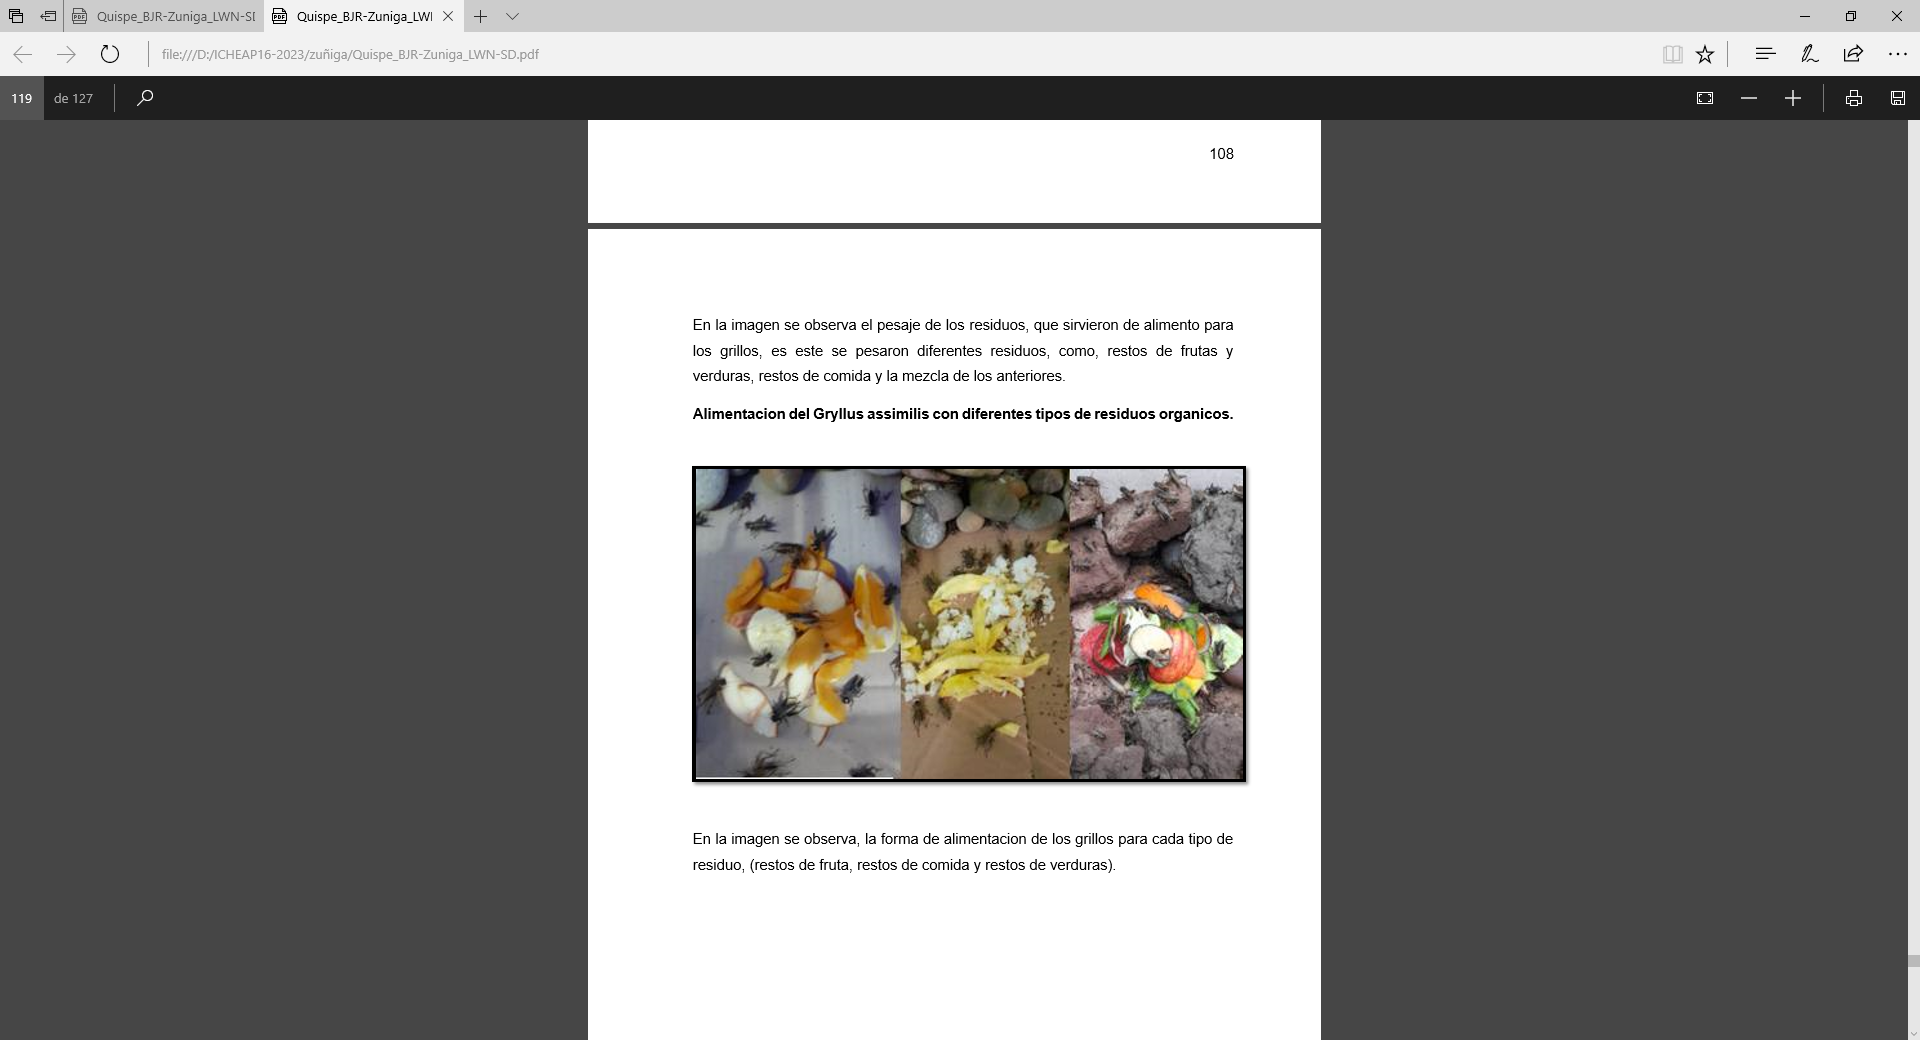 Quispe_BJR-Zuniga_LWN-SI
Quispe_BJR-Zuniga_LWI
file:///D:/ICHEAP16-2023/zuñiga/Quispe_BJR-Zuniga_LWN-SD.pdf
119 de 127
108
En la imagen se observa el pesaje de los residuos, que sirvieron de alimento para
los grillos, es este se pesaron diferentes residuos, como, restos de frutas y
verduras, restos de comida y la mezcla de los anteriores.
Alimentacion del Gryllus assimilis con diferentes tipos de residuos organicos.
En la imagen se observa, la forma de alimentacion de los grillos para cada tipo de
residuo, (restos de fruta, restos de comida y restos de verduras).